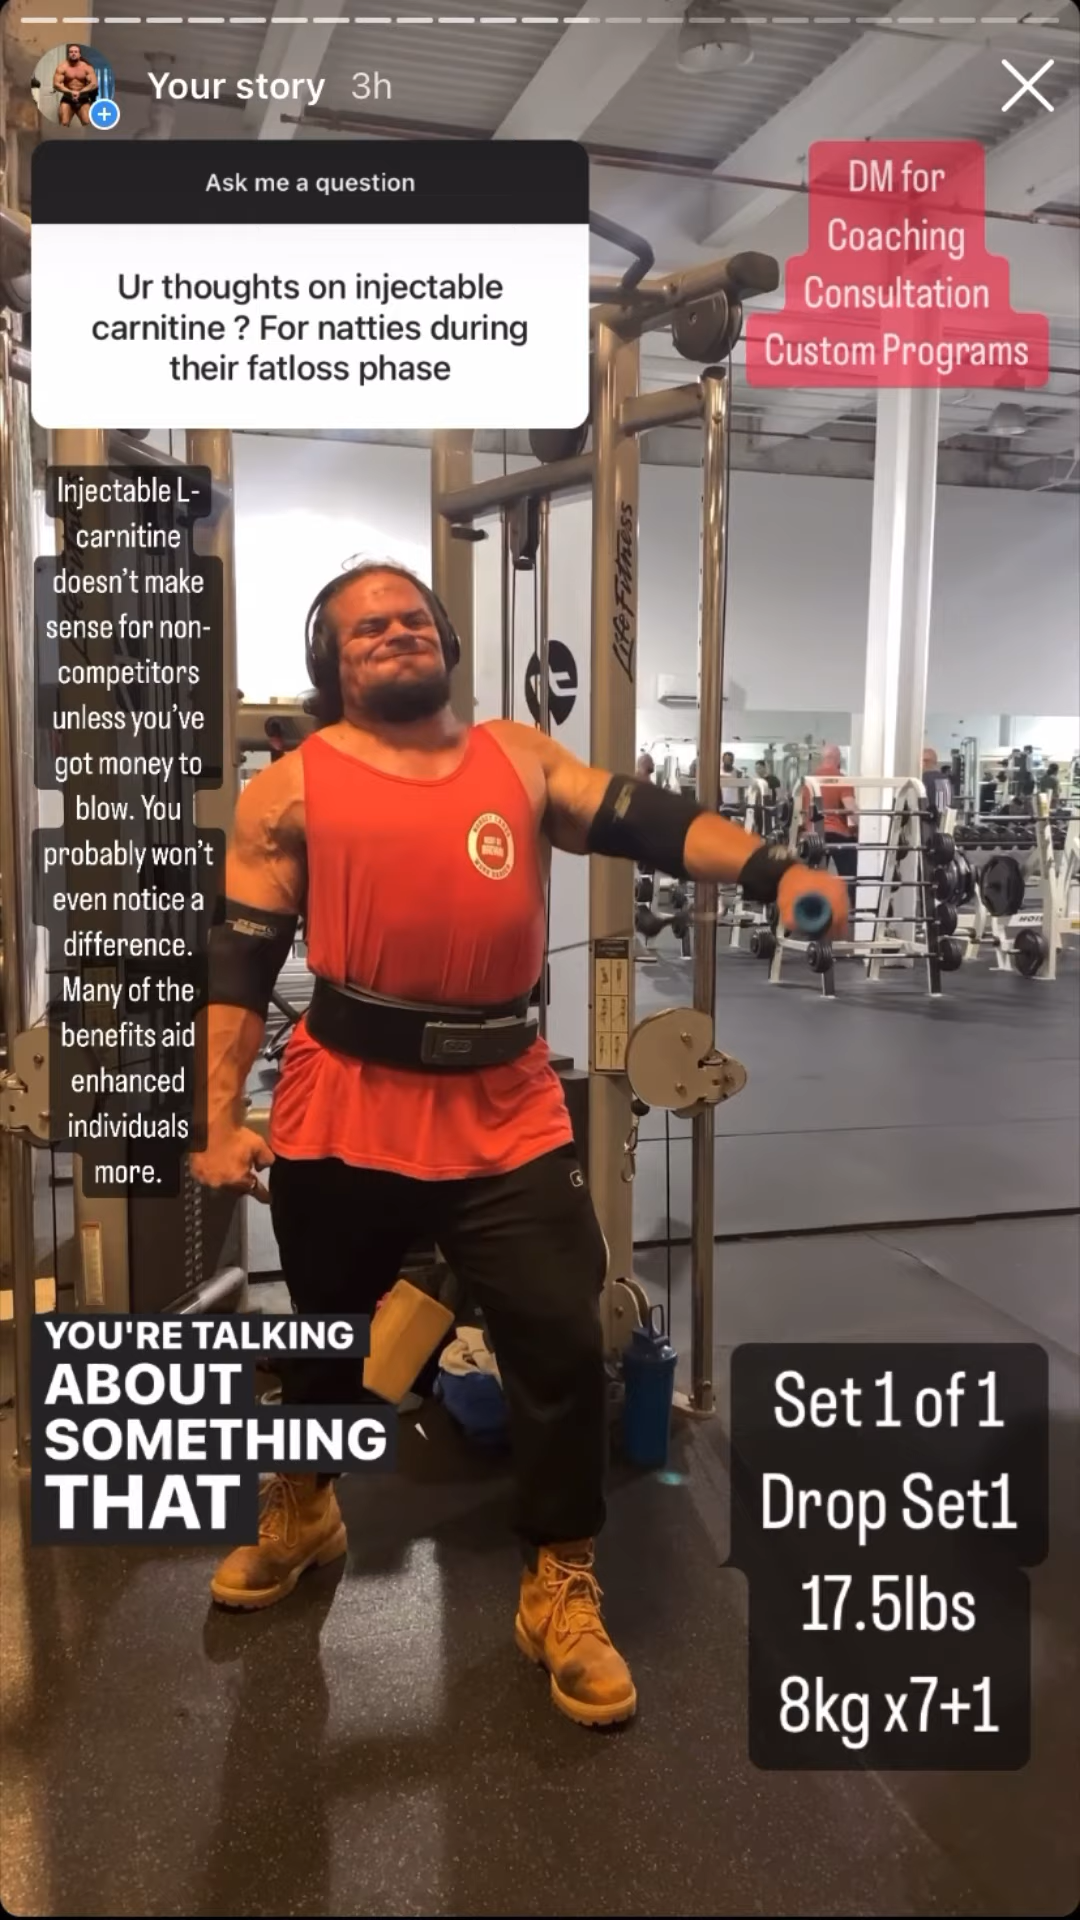 Your story 3h
Ask me a question
Ur thoughts on injectable
carnitine ? For natties during
their fatloss phase
DM for
Coaching
Consultation
Custom Programs
Injectable L-
carnitine
doesn't make
sense for non-
competitors
unless you've
got money to
blow. You
probably won't
even notice a
difference.
Many of the
benefits aid
enhanced
individuals
more.
Life Fitness
YOU'RE TALKING
ABOUT
SOMETHING
THAT
Set 1 of 1
Drop Set1
17.5lbs
8kg x7+1